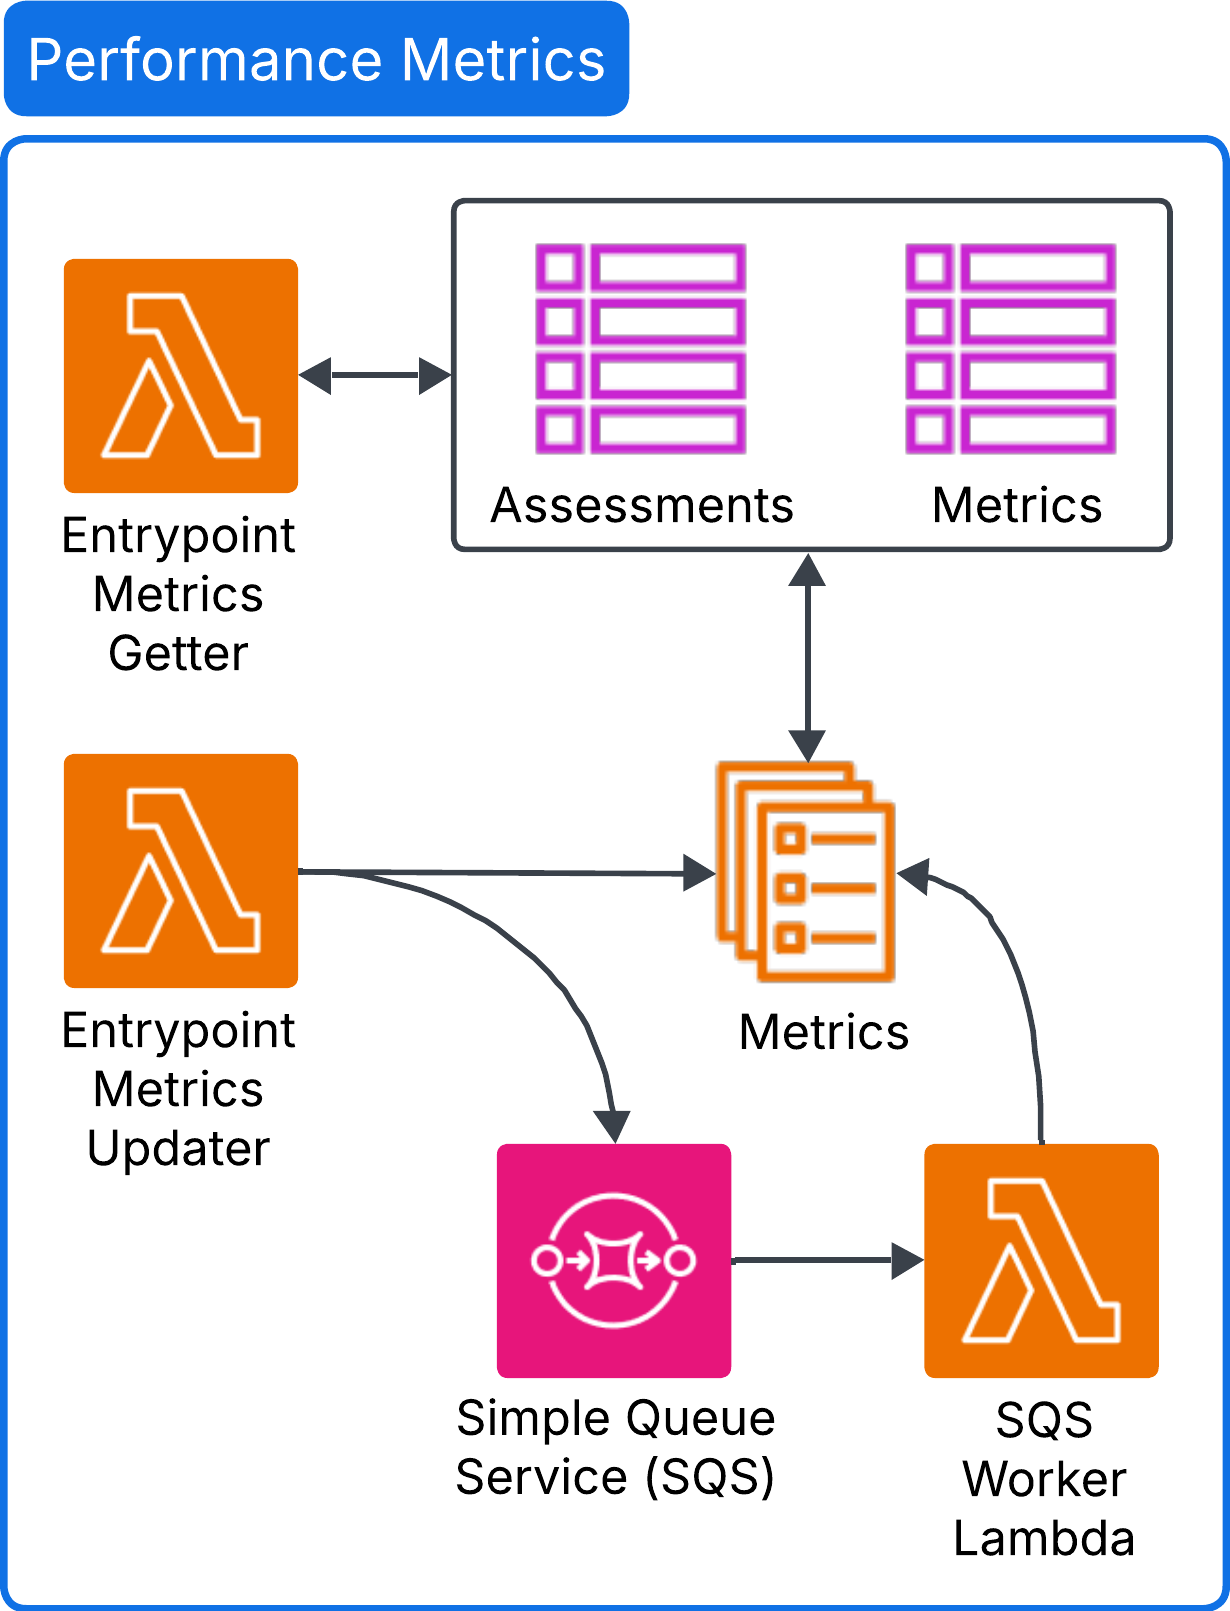 Performance Metrics
Assessments
Metrics
Entrypoint
Metrics
Getter
Entrypoint
Metrics
Updater
Metrics
Simple Queue
Service (SQS)
SQS
Worker
Lambda